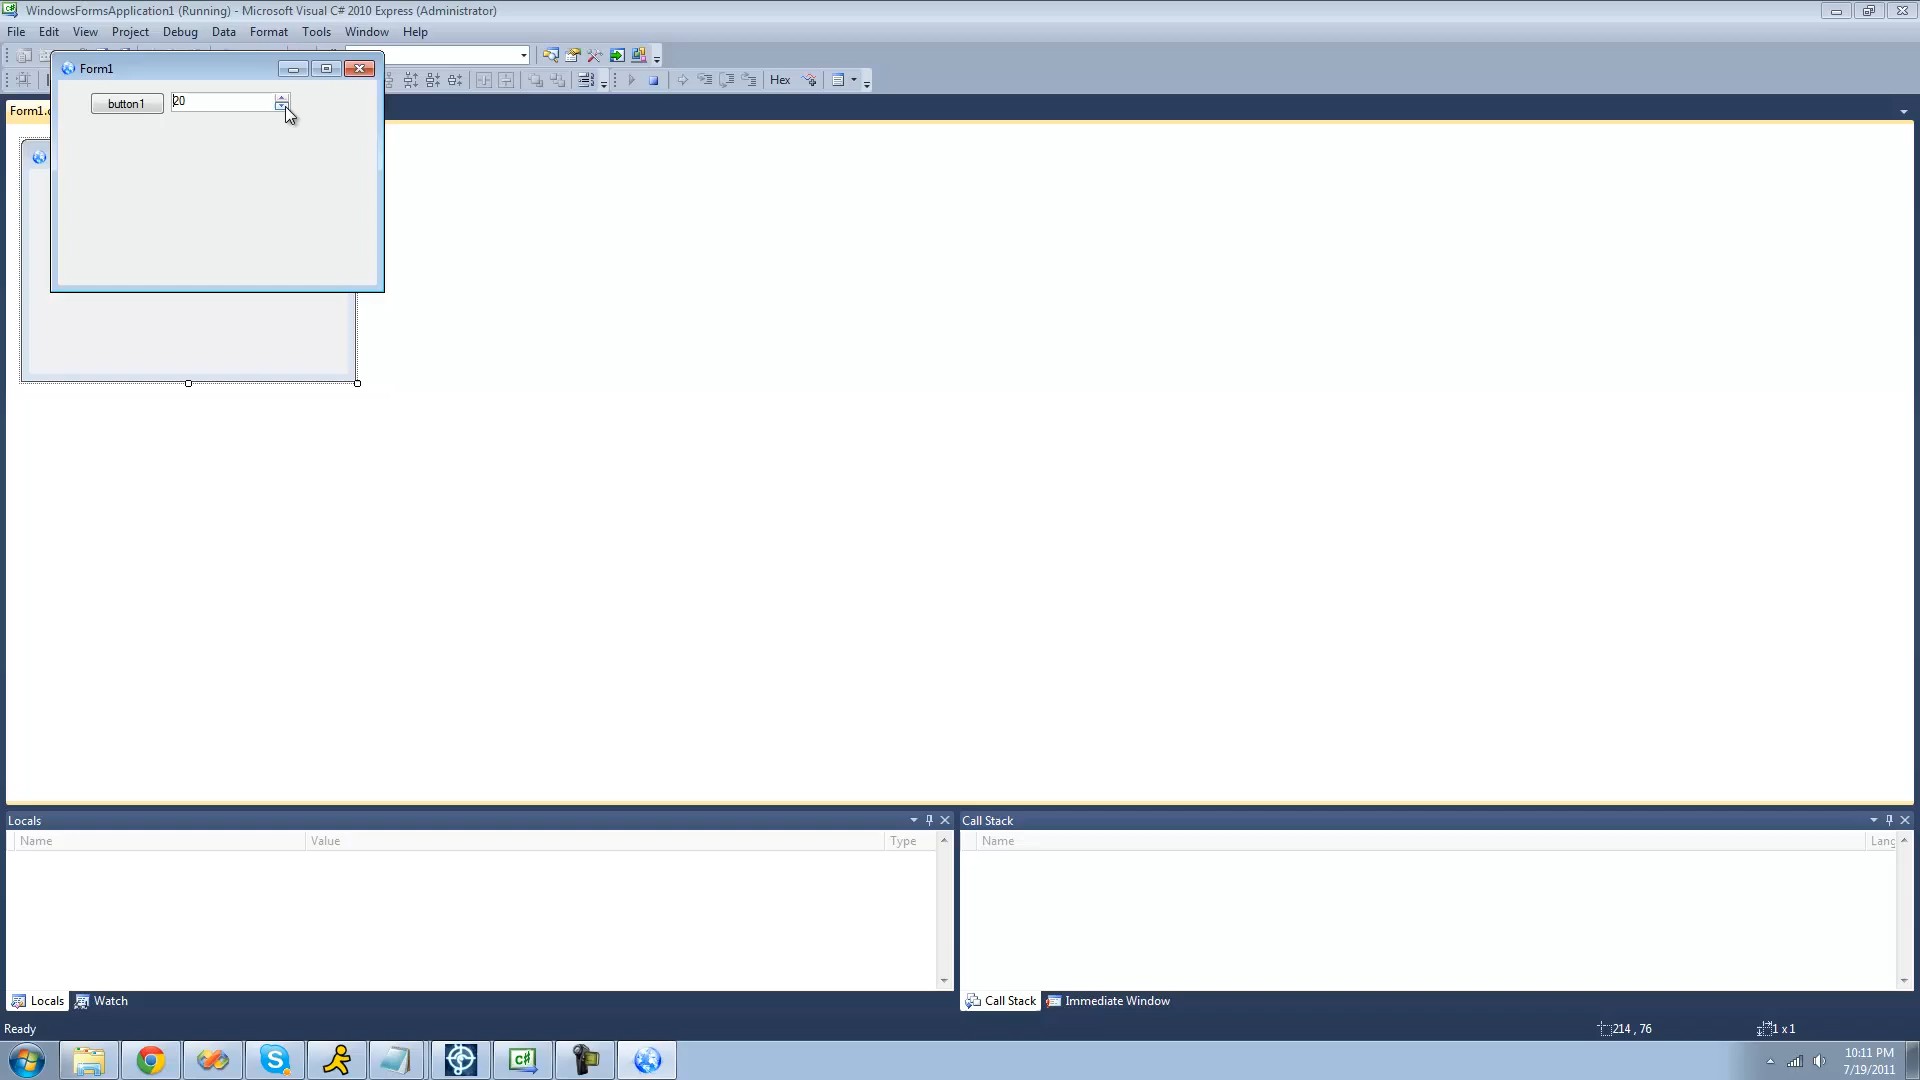 WindowsFormsApplication1 (Running) - Microsoft Visual C# 2010 Express (Administrator)
File Edit View Project Debug Data Format Tools Window Help
Form1
Hex
button1 20
Form1.
Locals
Name Value Type
Call Stack
Name Lang
Locals Watch
Call Stack Immediate Window
Ready
214 , 76
1 x 1
C#
10:11 PM
7/19/2011